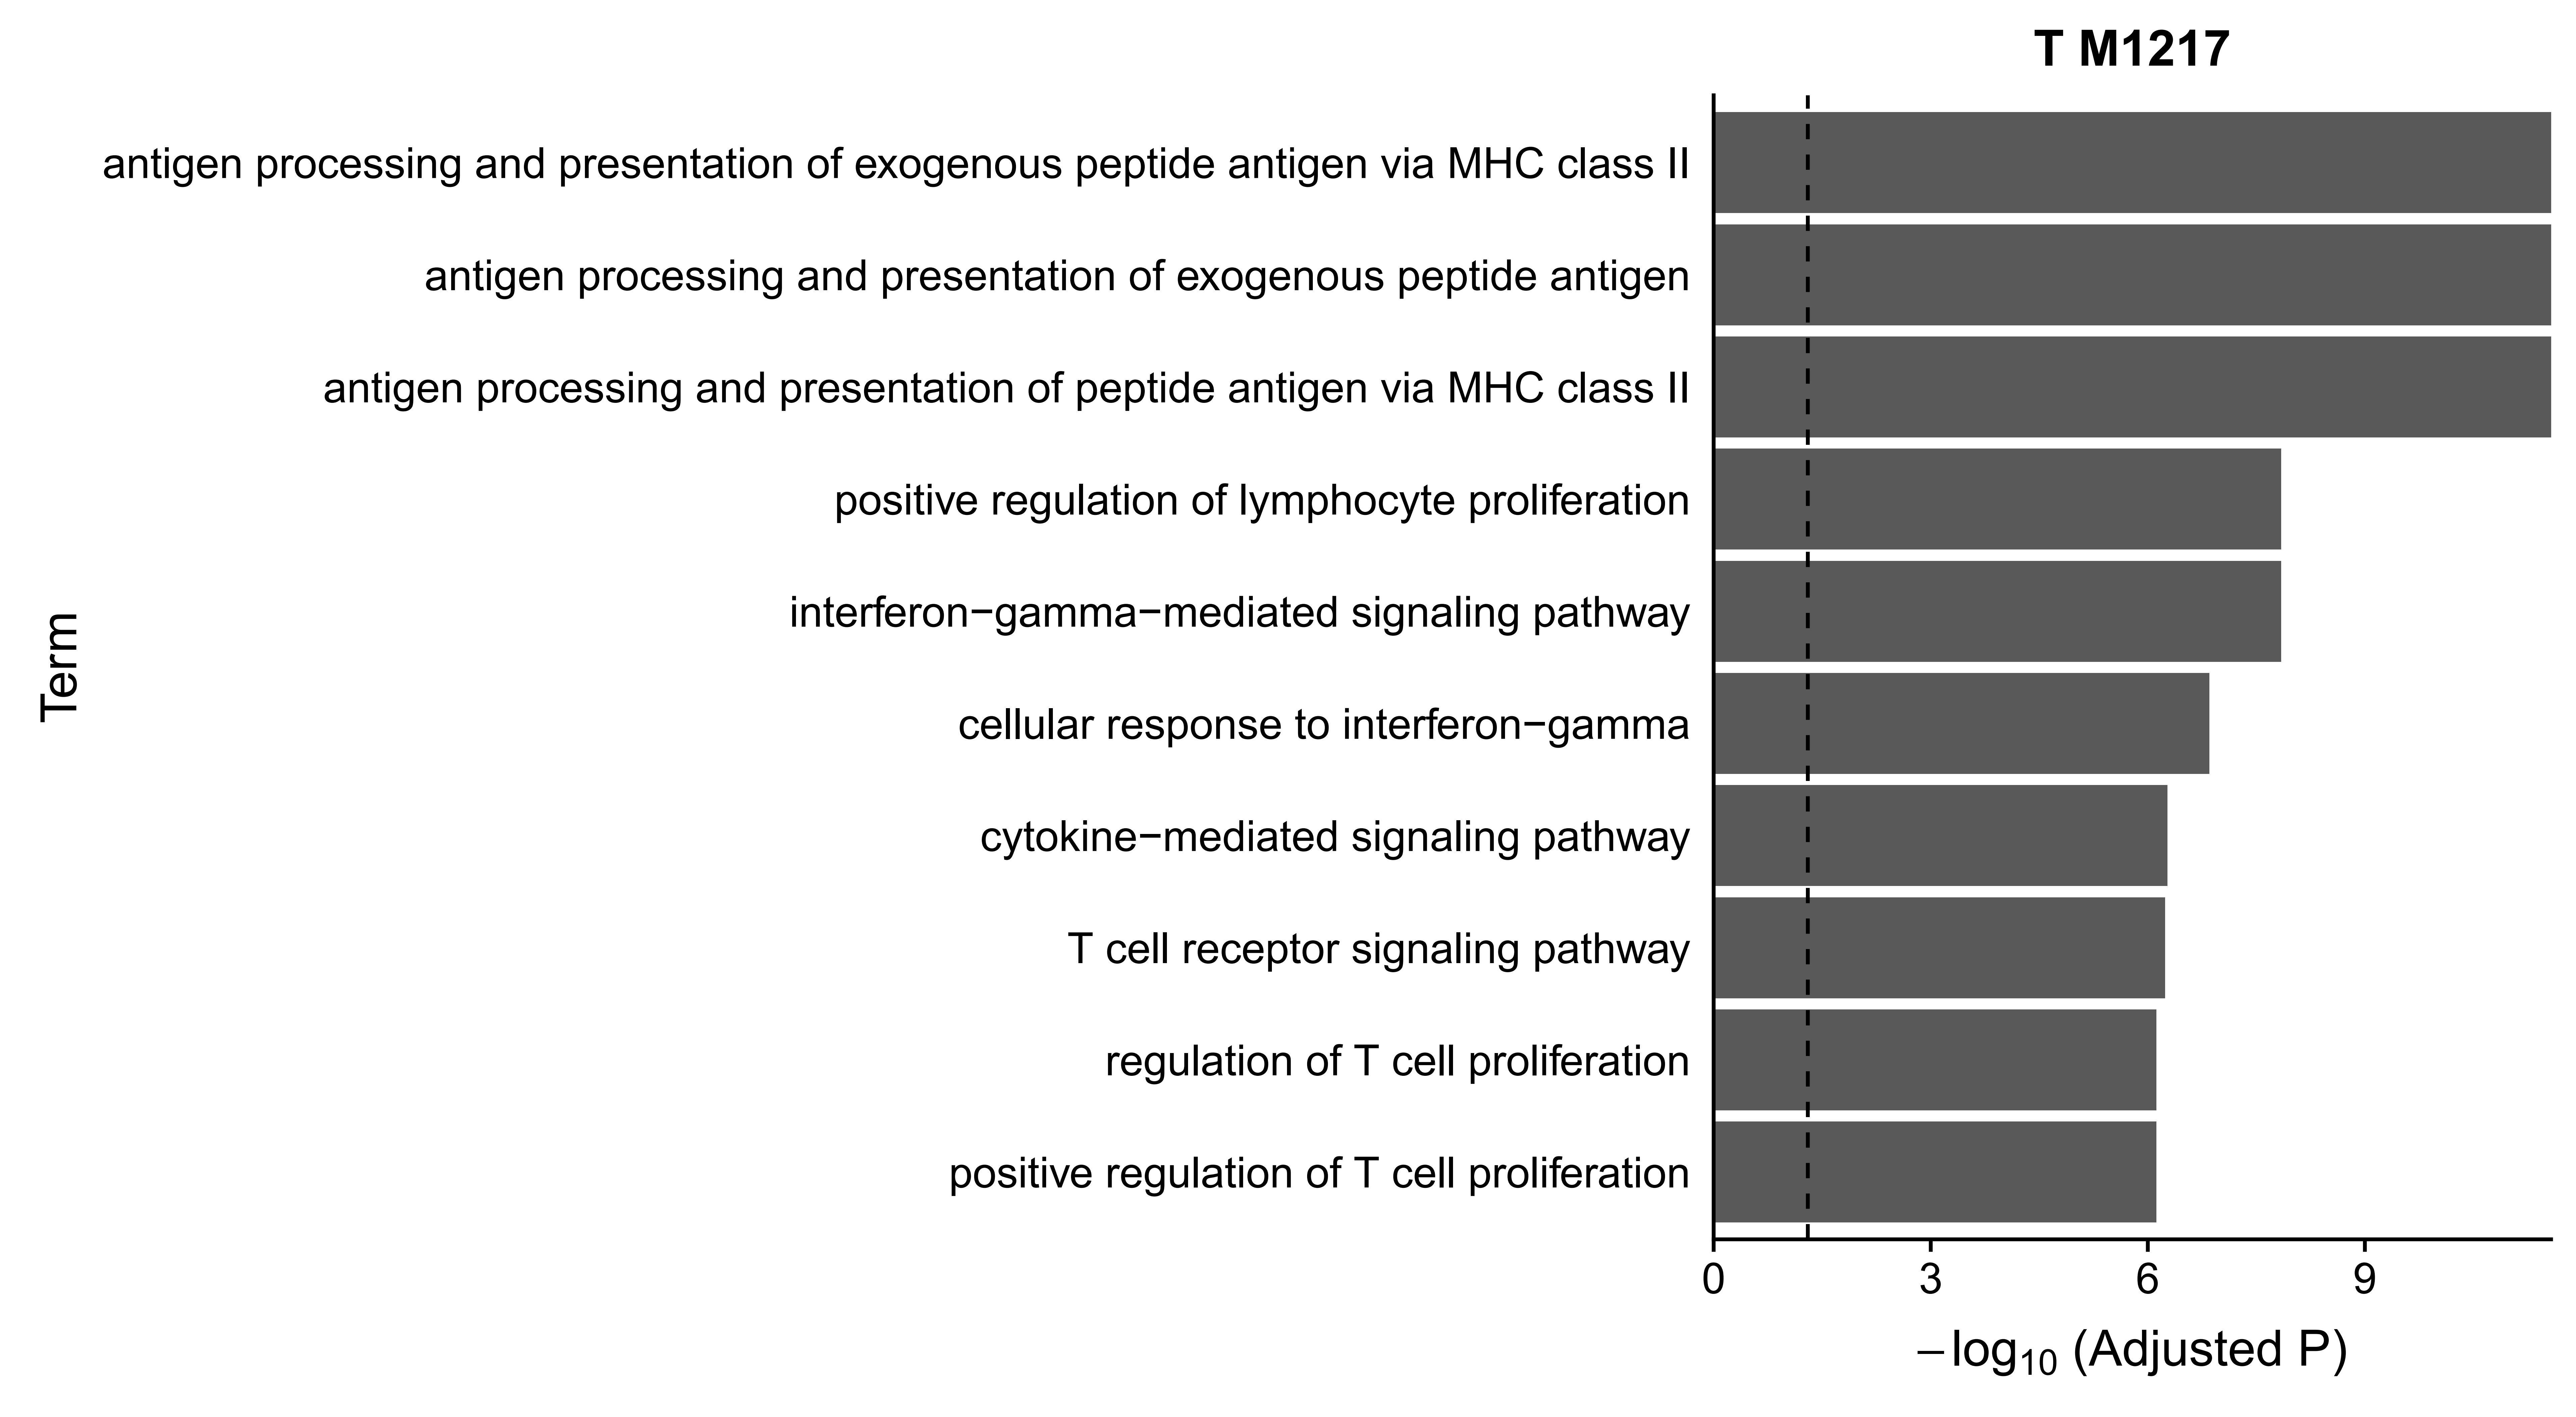 T M1217
antigen processing and presentation of exogenous peptide antigen via MHC class II
antigen processing and presentation of exogenous peptide antigen
antigen processing and presentation of peptide antigen via MHC class II
positive regulation of lymphocyte proliferation
interferon−gamma−mediated signaling pathway
cellular response to interferon−gamma
cytokine−mediated signaling pathway
T cell receptor signaling pathway
regulation of T cell proliferation
positive regulation of T cell proliferation
Term
0 3 6 9
−log₁₀ (Adjusted P)